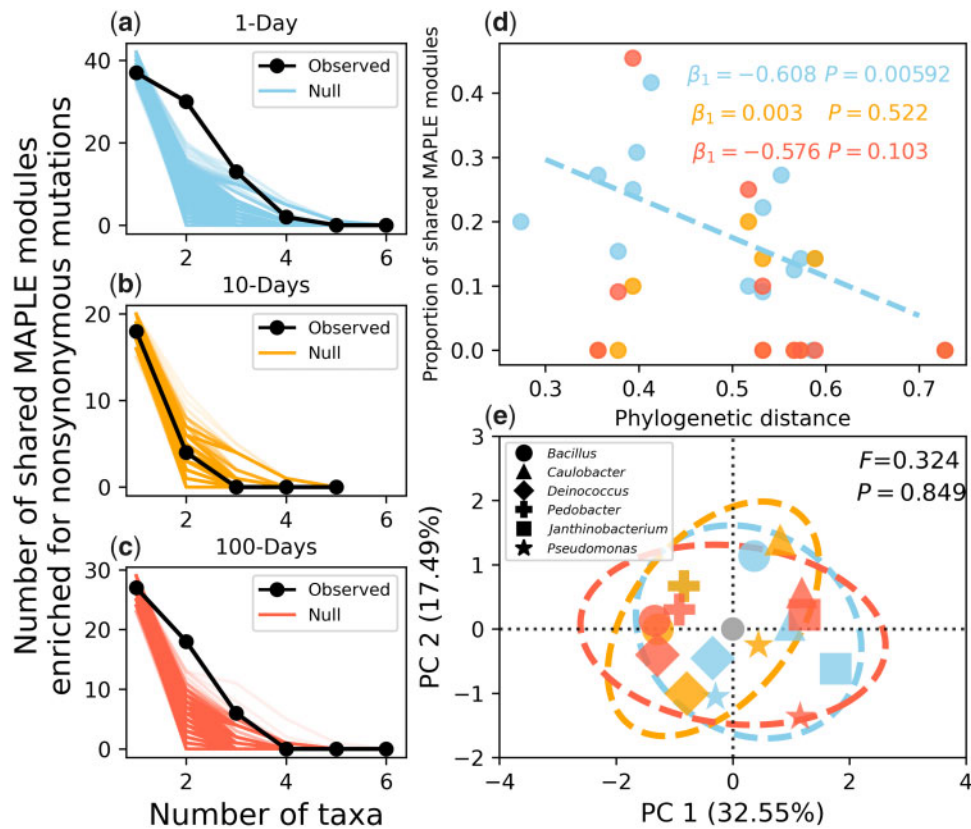 Number of shared MAPLE modules
enriched for nonsynonymous mutations
(a)
1-Day
40
20
0
2
4
6
Observed
Null
(b)
10-Days
20
10
0
2
4
6
Observed
Null
(c)
100-Days
30
20
10
0
2
4
6
Observed
Null
Number of taxa
(d)
Proportion of shared MAPLE modules
0.4
0.3
0.2
0.1
0.0
β₁ = −0.608 P = 0.00592
β₁ = 0.003 P = 0.522
β₁ = −0.576 P = 0.103
0.3
0.4
0.5
0.6
0.7
Phylogenetic distance
(e)
PC 2 (17.49%)
3
2
1
0
−1
−2
Bacillus
Caulobacter
Deinococcus
Pedobacter
Janthinobacterium
Pseudomonas
F=0.324
P = 0.849
−4
−2
0
2
4
PC 1 (32.55%)